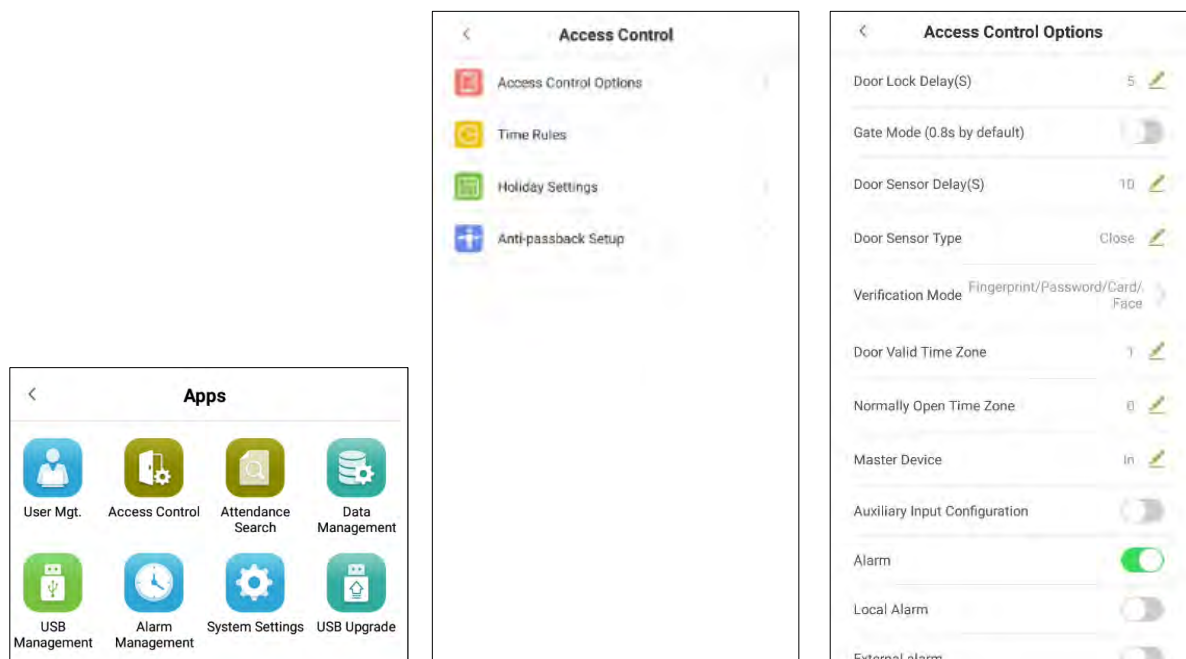 Apps
User Mgt.
Access Control
Attendance
Search
Data
Management
USB
Management
Alarm
Management
System Settings
USB Upgrade
Access Control
Access Control Options
Time Rules
Holiday Settings
Anti-passback Setup
Access Control Options
Door Lock Delay(S) 5
Gate Mode (0.8s by default)
Door Sensor Delay(S) 10
Door Sensor Type Close
Verification Mode Fingerprint/Password/Card/
Face
Door Valid Time Zone 1
Normally Open Time Zone 0
Master Device In
Auxiliary Input Configuration
Alarm
Local Alarm
External alarm